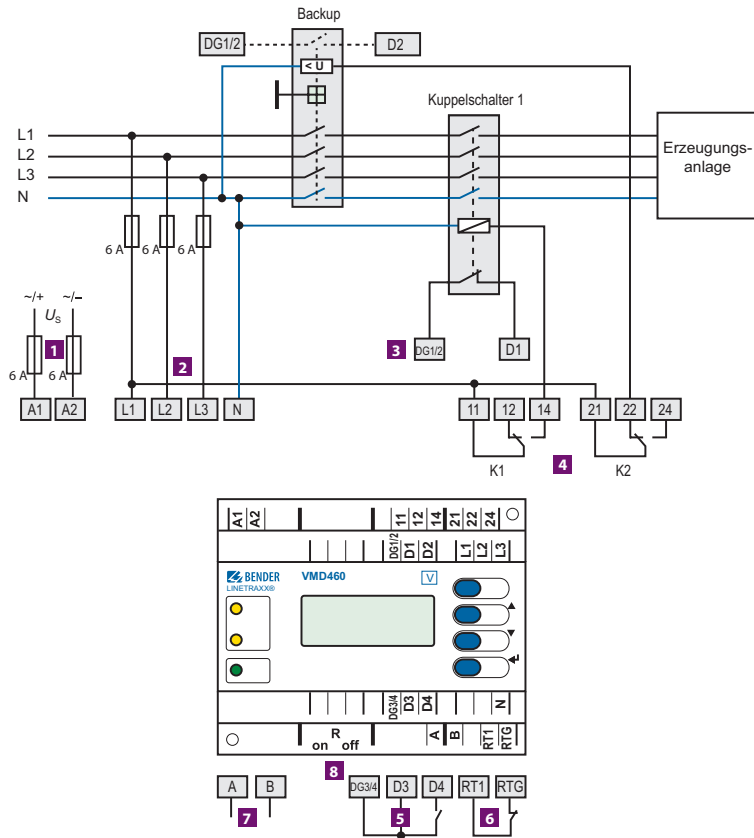 Backup
DG1/2
D2
< U
Kuppelschalter 1
L1
L2
L3
N
Erzeugungs-
anlage
6 A
6 A
6 A
~/+
~/–
US
1
2
3
DG1/2
D1
6 A
6 A
A1
A2
L1
L2
L3
N
11
12
14
21
22
24
K1
4
K2
A1
A2
11
12
14
21
22
24
DG1/2
D1
D2
L1
L2
L3
BENDER
LINETRAXX®
VMD460
V
DG3/4
D3
D4
N
R
on off
A
B
RT1
RTG
8
A
B
DG3/4
D3
D4
RT1
RTG
7
5
6